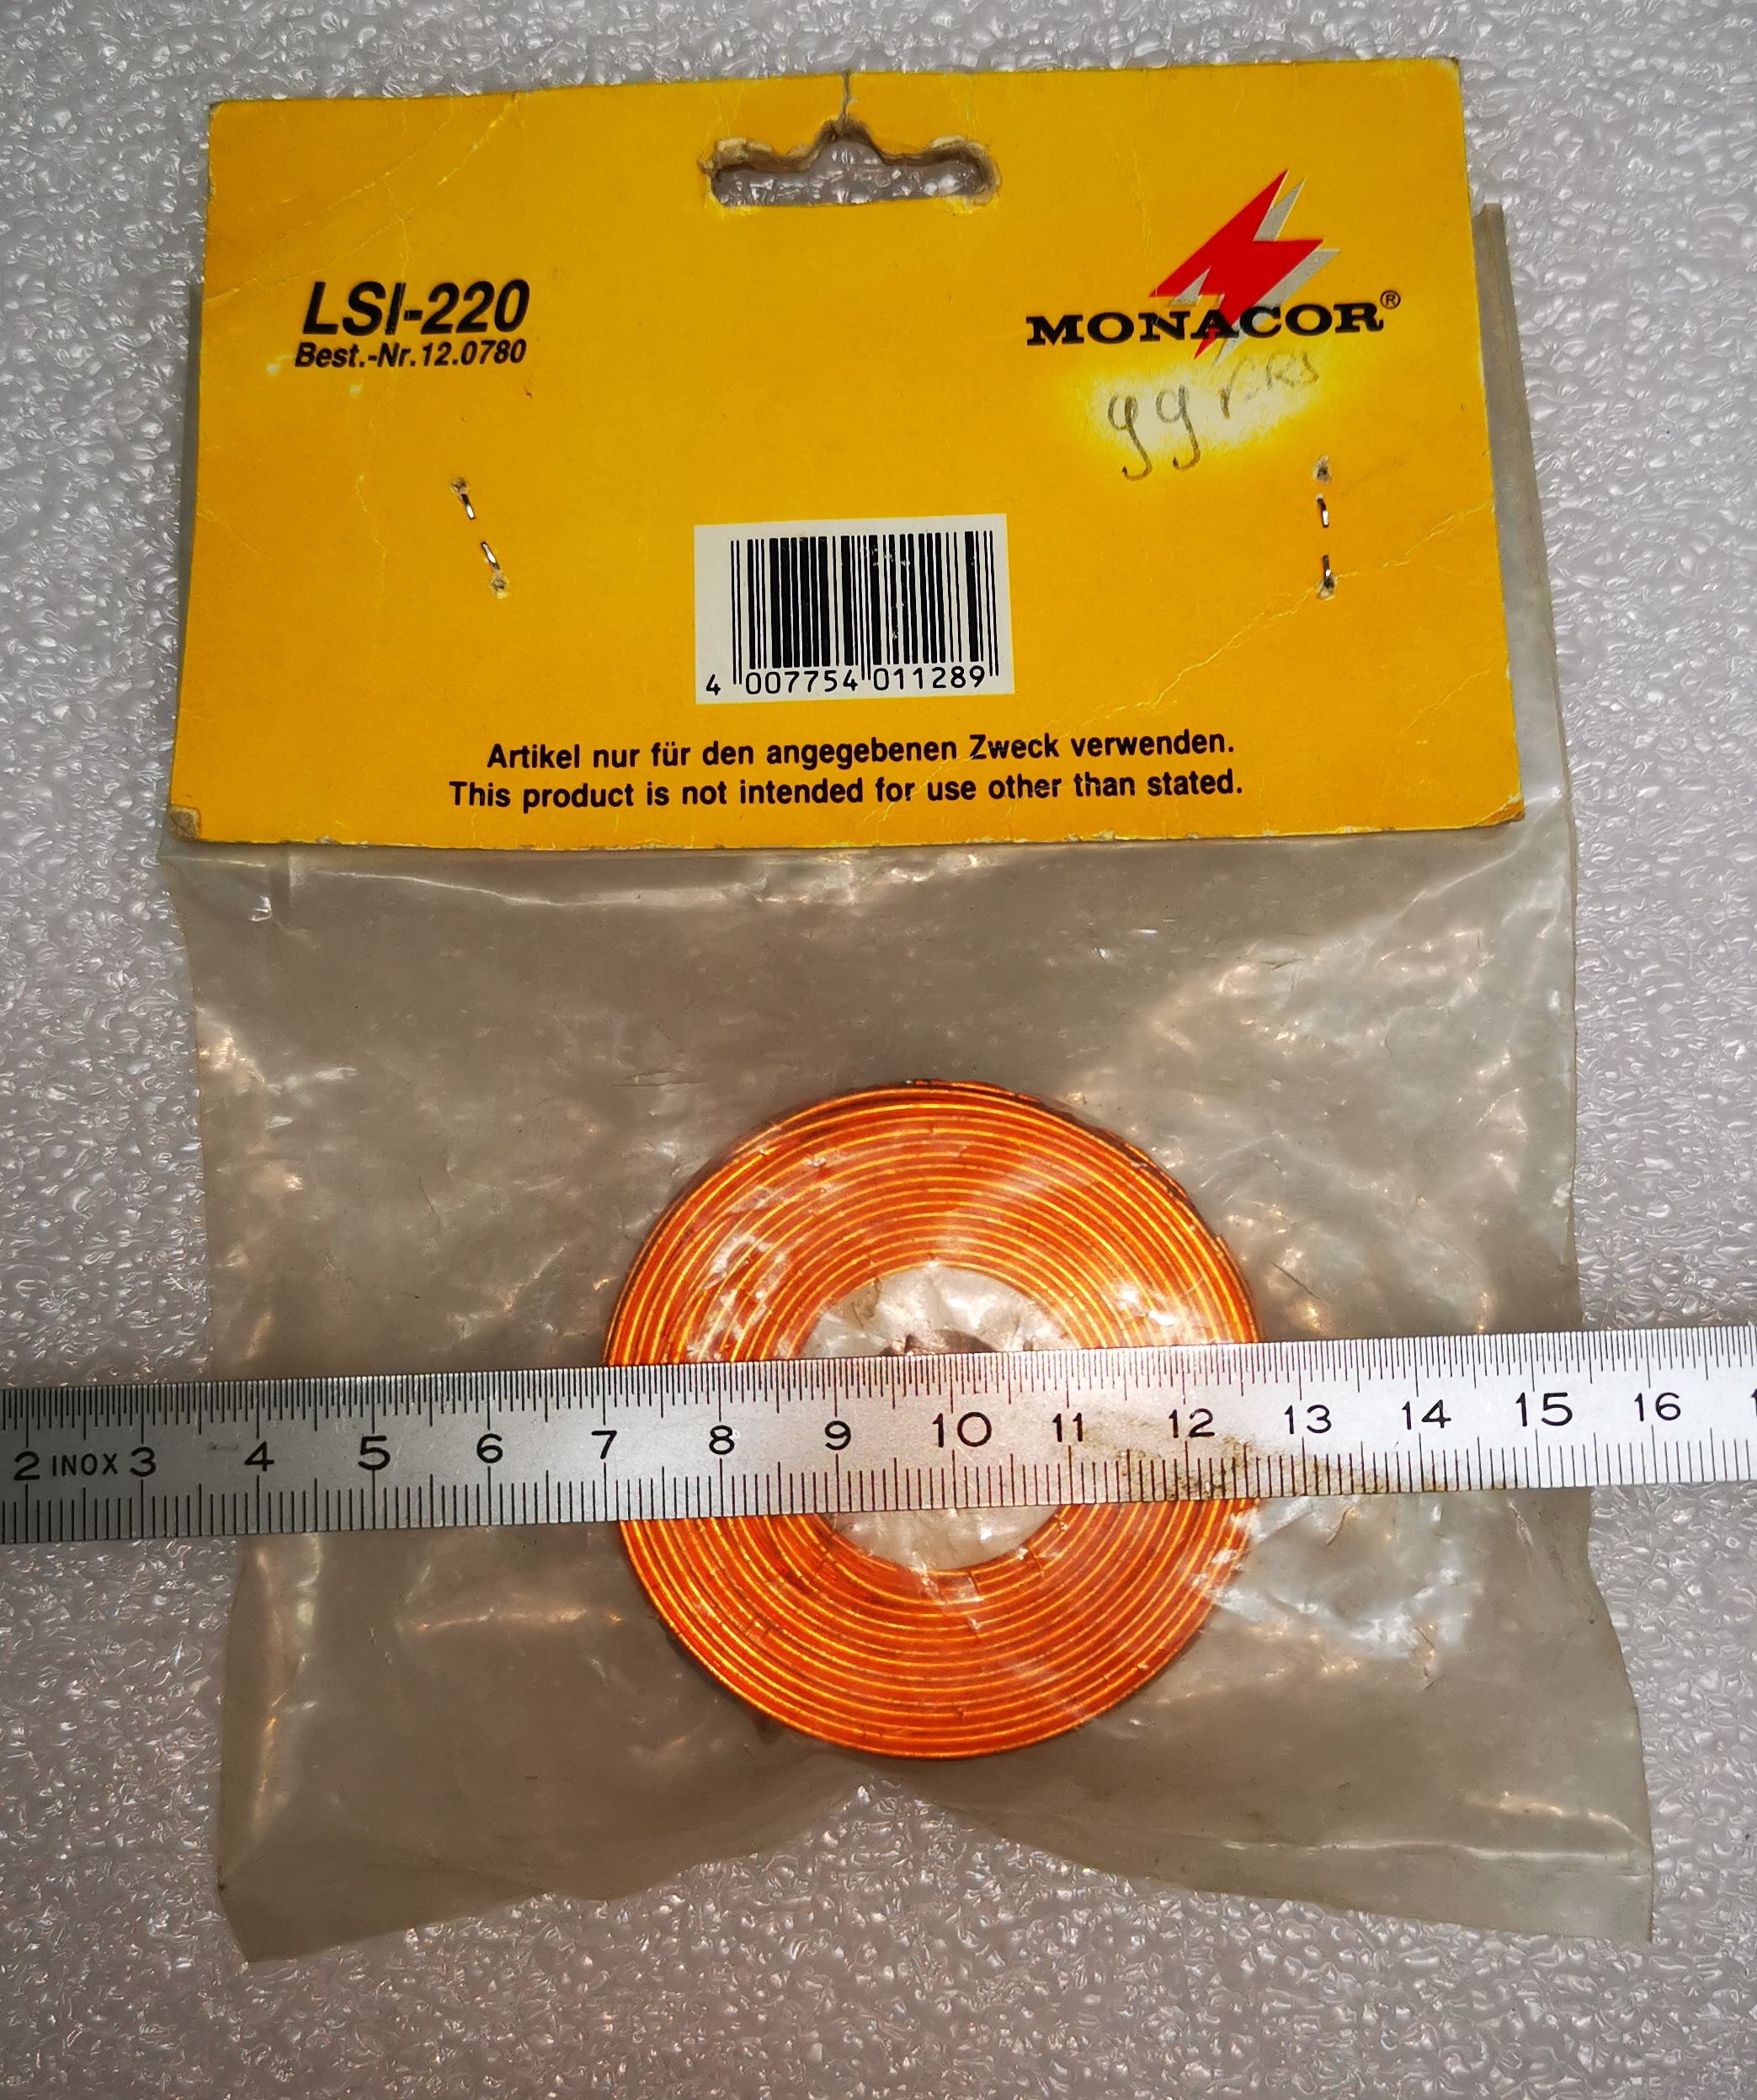 LSI-220
Best.-Nr.12.0780
MONACOR®
99
4 007754 011289
Artikel nur für den angegebenen Zweck verwenden.
This product is not intended for use other than stated.
2 INOX 3 4 5 6 7 8 9 10 11 12 13 14 15 16